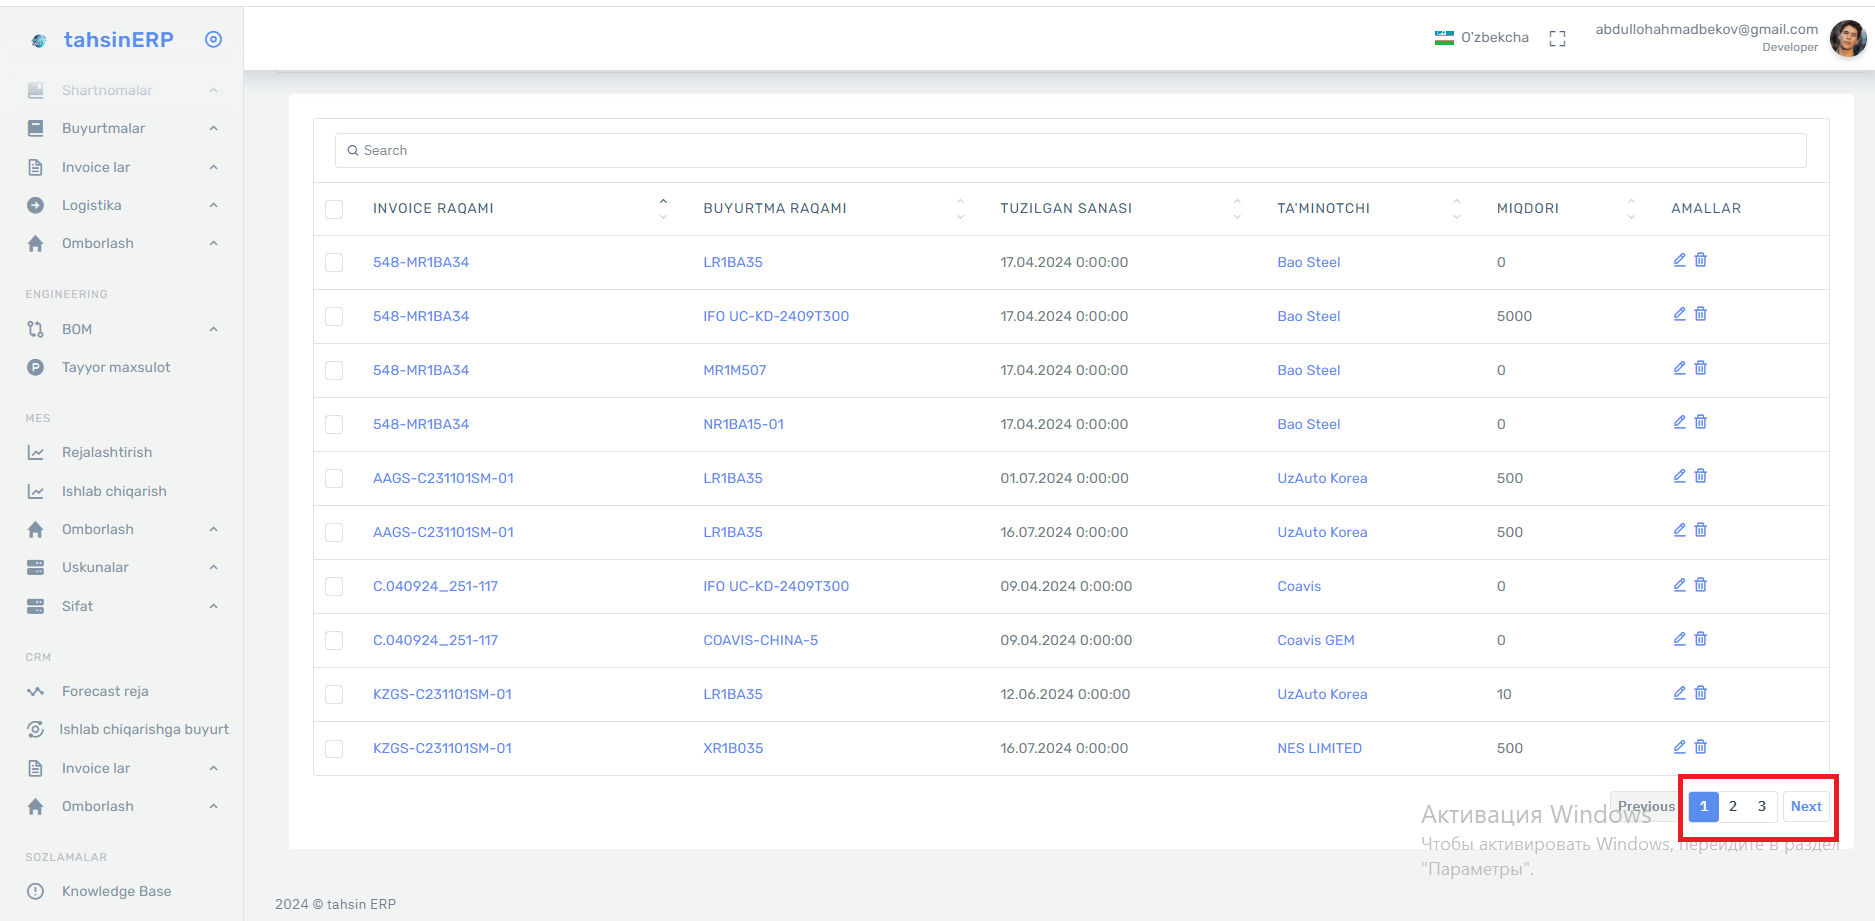 tahsinERP
O'zbekcha
abdullohahmadbekov@gmail.com
Developer
Shartnomalar
Buyurtmalar
Invoice lar
Logistika
Omborlash
ENGINEERING
BOM
Tayyor maxsulot
MES
Rejalashtirish
Ishlab chiqarish
Omborlash
Uskunalar
Sifat
CRM
Forecast reja
Ishlab chiqarishga buyurt
Invoice lar
Omborlash
SOZLAMALAR
Knowledge Base
Search
INVOICE RAQAMI BUYURTMA RAQAMI TUZILGAN SANASI TA'MINOTCHI MIQDORI AMALLAR
548-MR1BA34 LR1BA35 17.04.2024 0:00:00 Bao Steel 0
548-MR1BA34 IFO UC-KD-2409T300 17.04.2024 0:00:00 Bao Steel 5000
548-MR1BA34 MR1M507 17.04.2024 0:00:00 Bao Steel 0
548-MR1BA34 NR1BA15-01 17.04.2024 0:00:00 Bao Steel 0
AAGS-C231101SM-01 LR1BA35 01.07.2024 0:00:00 UzAuto Korea 500
AAGS-C231101SM-01 LR1BA35 16.07.2024 0:00:00 UzAuto Korea 500
C.040924_251-117 IFO UC-KD-2409T300 09.04.2024 0:00:00 Coavis 0
C.040924_251-117 COAVIS-CHINA-5 09.04.2024 0:00:00 Coavis GEM 0
KZGS-C231101SM-01 LR1BA35 12.06.2024 0:00:00 UzAuto Korea 10
KZGS-C231101SM-01 XR1B035 16.07.2024 0:00:00 NES LIMITED 500
Previous 1 2 3 Next
Активация Windows
Чтобы активировать Windows, перейдите в раздел
"Параметры".
2024 © tahsin ERP